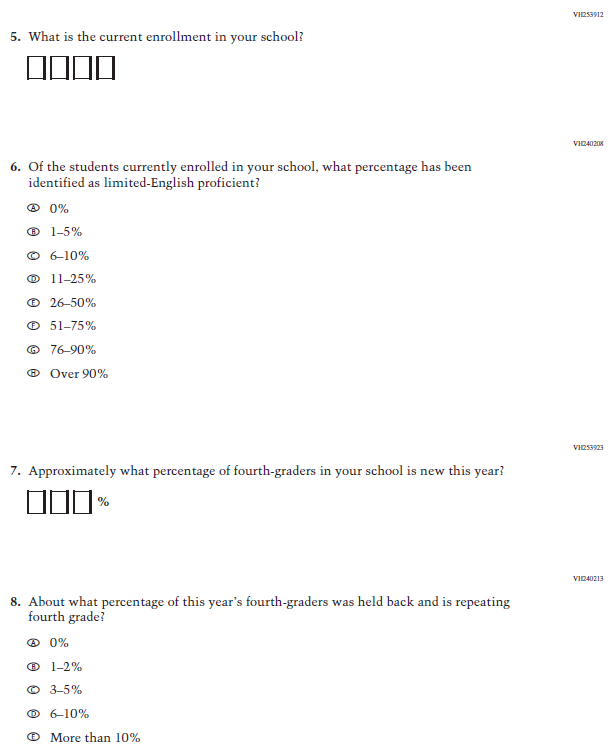 VH253912
5. What is the current enrollment in your school?
VH240208
6. Of the students currently enrolled in your school, what percentage has been
identified as limited-English proficient?
A 0%
B 1–5%
C 6–10%
D 11–25%
E 26–50%
F 51–75%
G 76–90%
H Over 90%
VH253923
7. Approximately what percentage of fourth-graders in your school is new this year?
%
VH240213
8. About what percentage of this year’s fourth-graders was held back and is repeating
fourth grade?
A 0%
B 1–2%
C 3–5%
D 6–10%
E More than 10%